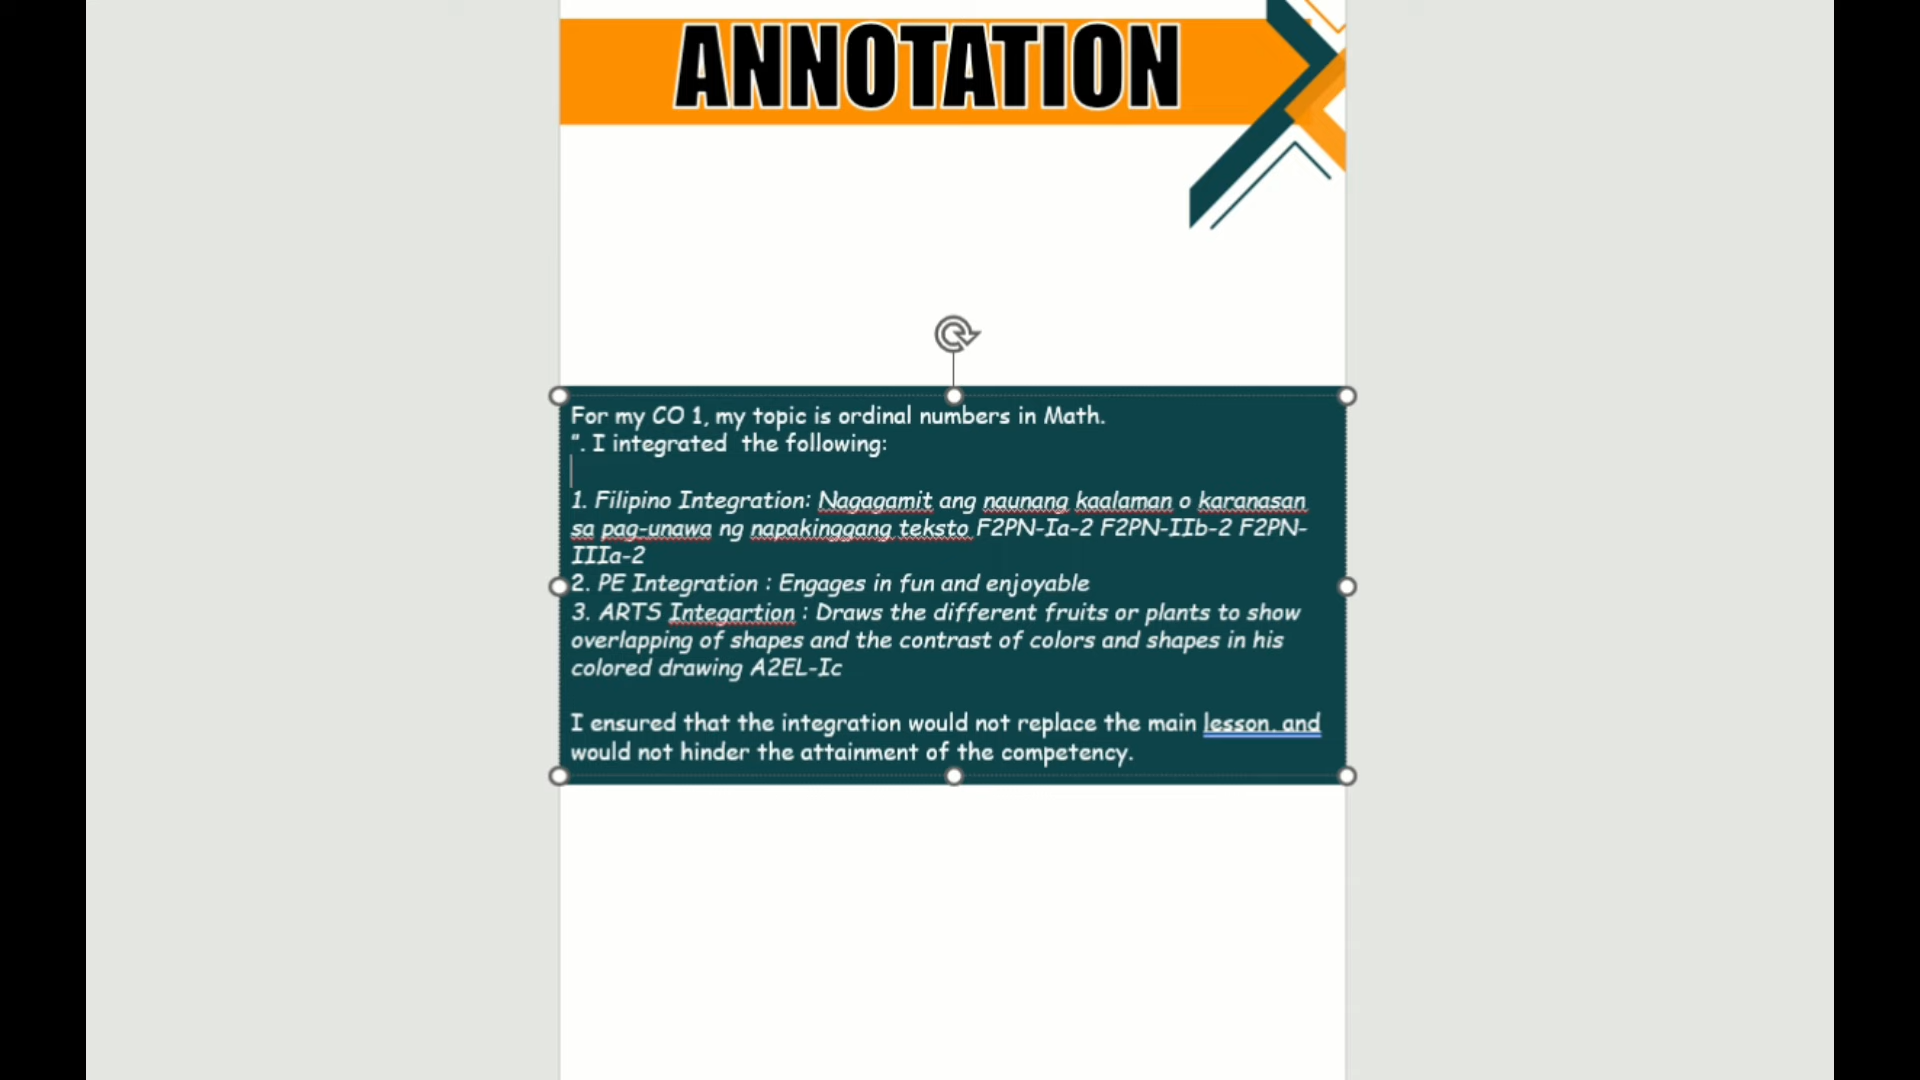 ANNOTATION
For my CO 1, my topic is ordinal numbers in Math.
”. I integrated  the following:
1. Filipino Integration: Nagagamit ang naunang kaalaman o karanasan
sa pag-unawa ng napakinggang teksto F2PN-Ia-2 F2PN-IIb-2 F2PN-
IIIa-2
2. PE Integration : Engages in fun and enjoyable
3. ARTS Integartion : Draws the different fruits or plants to show
overlapping of shapes and the contrast of colors and shapes in his
colored drawing A2EL-Ic
I ensured that the integration would not replace the main lesson. and
would not hinder the attainment of the competency.